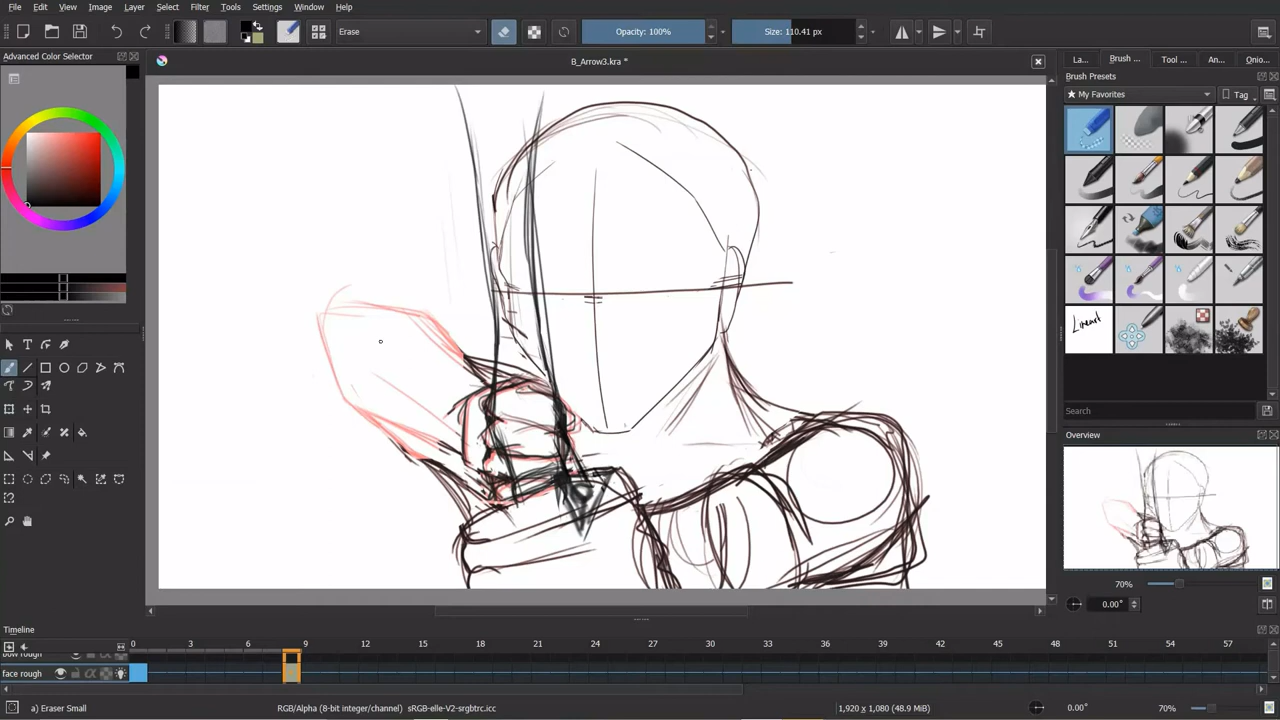 File Edit View Image Layer Select Filter Tools Settings Window Help
Erase Opacity: 100% Size: 110.41 px
Advanced Color Selector
B_Arrow3.kra *
La... Brush ... Tool ... An... Onio...
Brush Presets
★ My Favorites Tag
Lineart
Search
Overview
70%
0.00°
Timeline
0 3 6 9 12 15 18 21 24 27 30 33 36 39 42 45 48 51 54 57
bow rough
face rough
a) Eraser Small RGB/Alpha (8-bit integer/channel) sRGB-elle-V2-srgbtrc.icc 1,920 x 1,080 (48.9 MiB) 0.00° 70%